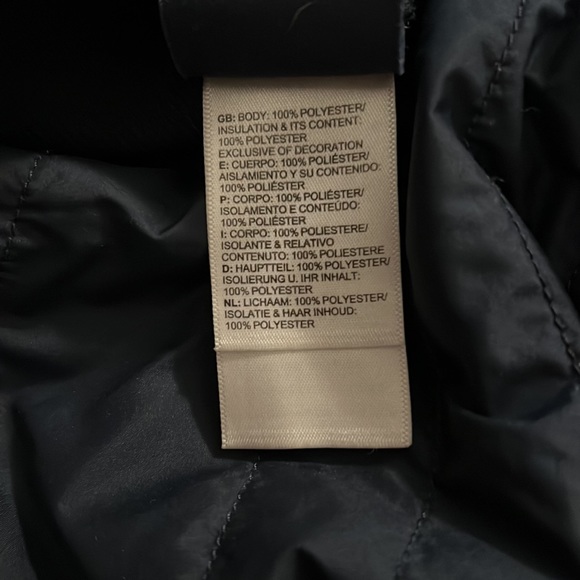 GB: BODY: 100% POLYESTER/
INSULATION & ITS CONTENT:
100% POLYESTER
EXCLUSIVE OF DECORATION
E: CUERPO: 100% POLIÉSTER/
AISLAMIENTO Y SU CONTENIDO:
100% POLIÉSTER
P: CORPO: 100% POLIÉSTER/
ISOLAMENTO E CONTEÚDO:
100% POLIÉSTER
I: CORPO: 100% POLIESTERE/
ISOLANTE & RELATIVO
CONTENUTO: 100% POLIESTERE
D: HAUPTTEIL: 100% POLYESTER/
ISOLIERUNG U. IHR INHALT:
100% POLYESTER
NL: LICHAAM: 100% POLYESTER/
ISOLATIE & HAAR INHOUD:
100% POLYESTER